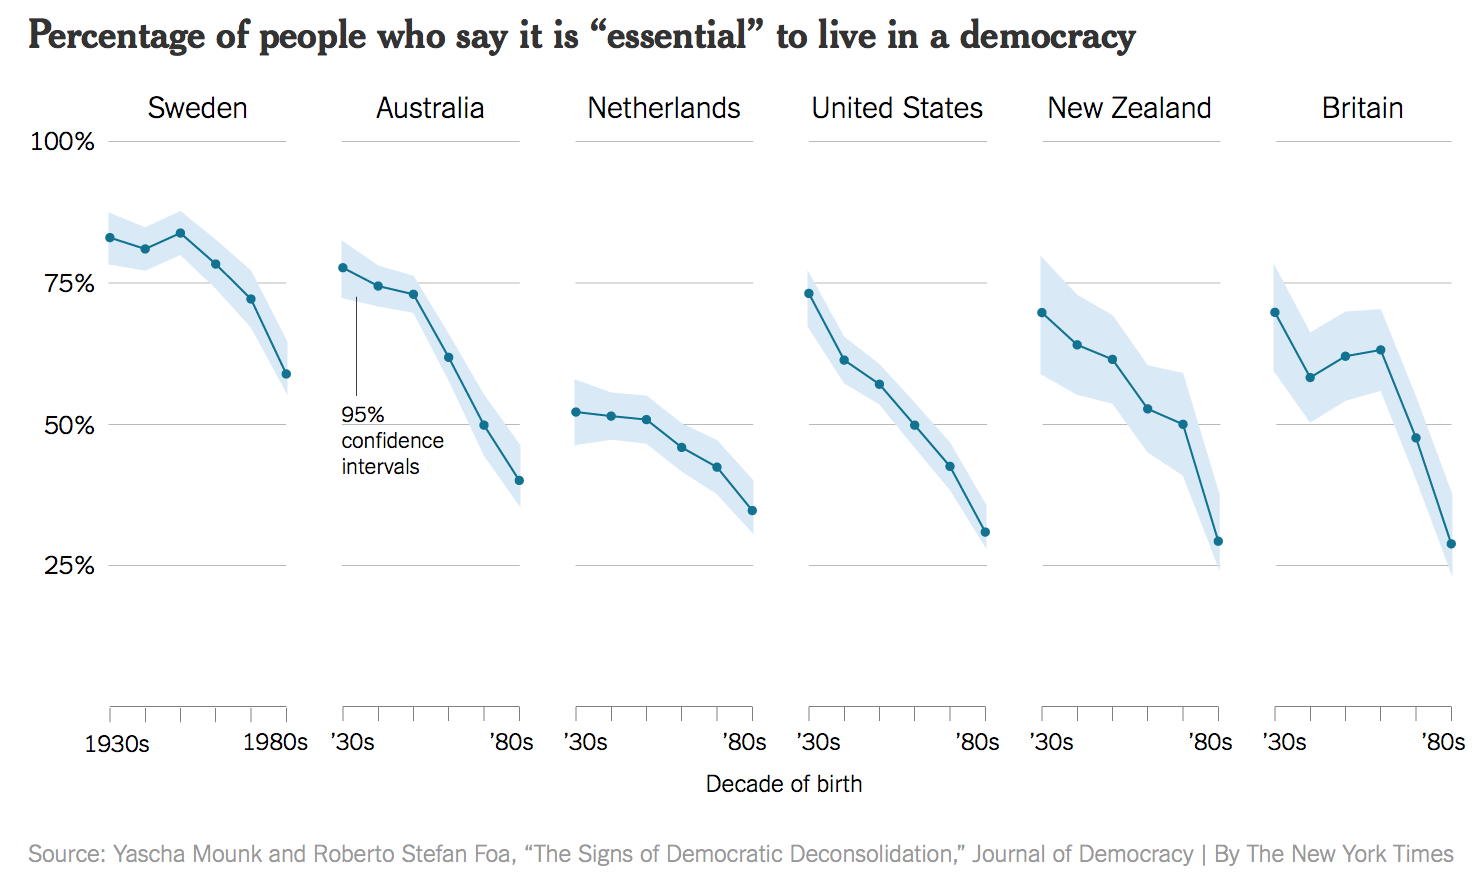 Percentage of people who say it is “essential” to live in a democracy
Sweden
Australia
Netherlands
United States
New Zealand
Britain
100%
75%
50%
25%
95%
confidence
intervals
1930s
1980s
’30s
’80s
’30s
’80s
’30s
’80s
’30s
’80s
’30s
’80s
Decade of birth
Source: Yascha Mounk and Roberto Stefan Foa, “The Signs of Democratic Deconsolidation,” Journal of Democracy | By The New York Times